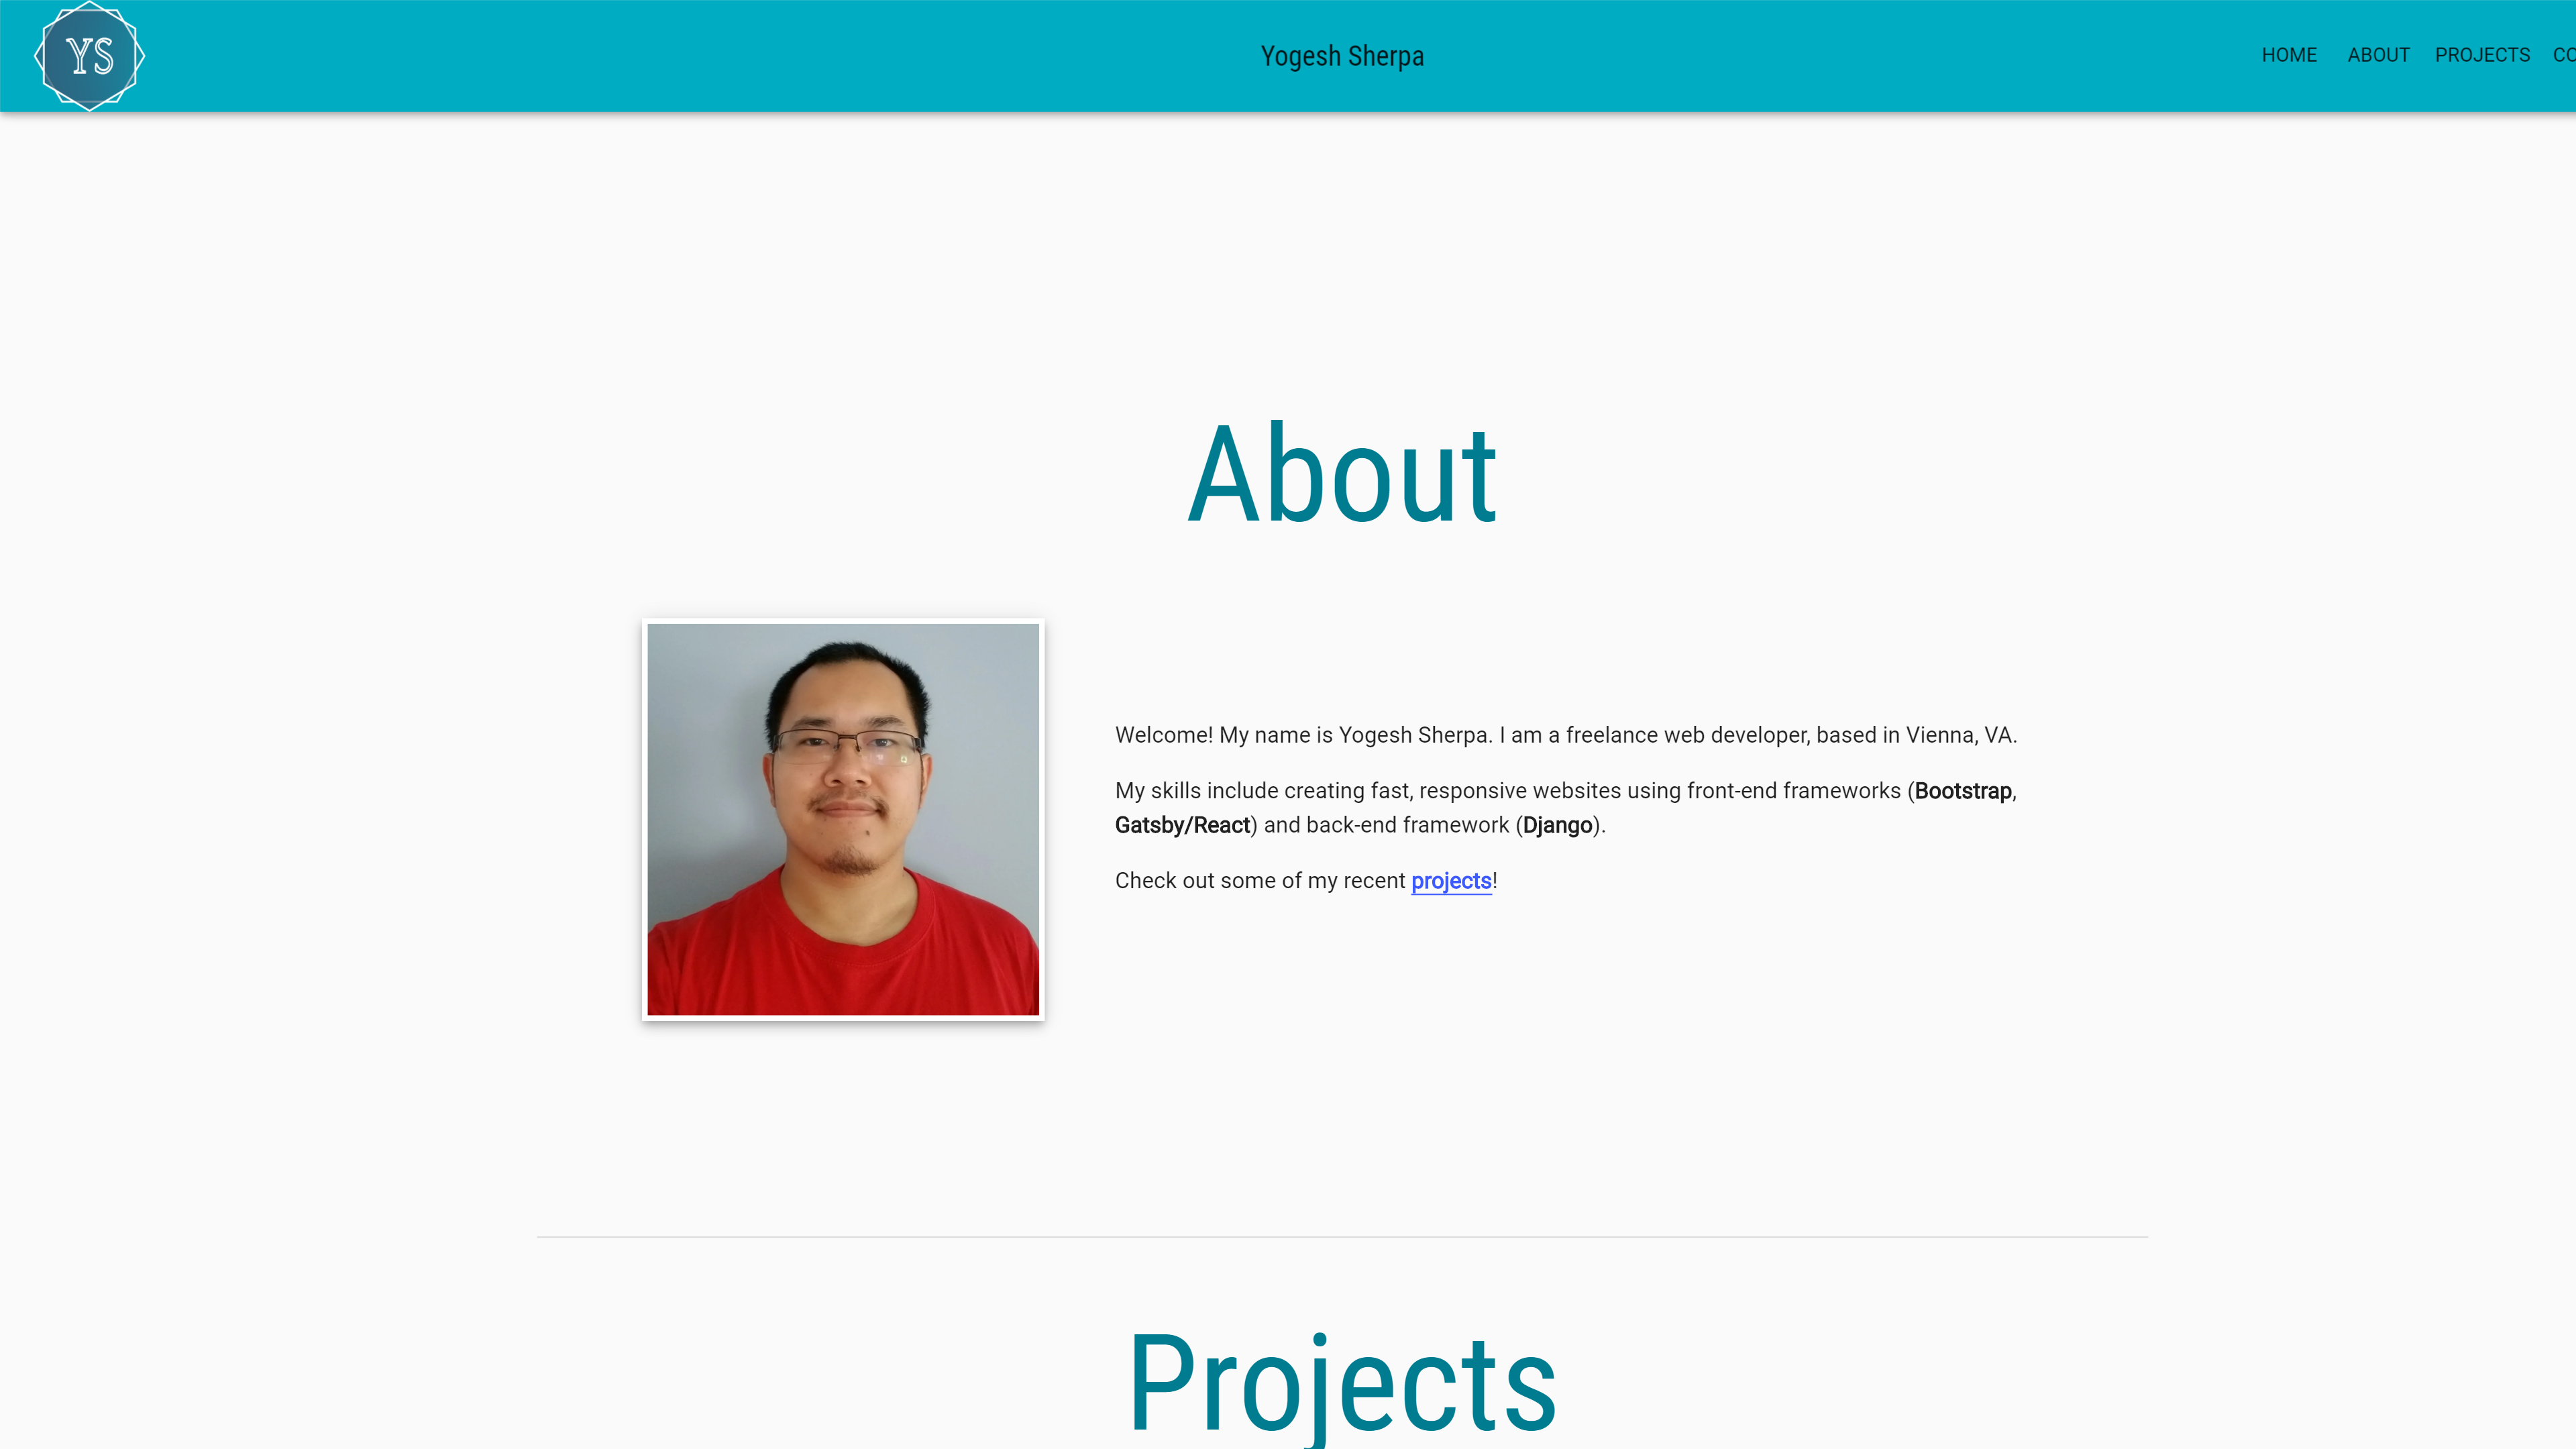 YS
Yogesh Sherpa
HOME ABOUT PROJECTS
About
Welcome! My name is Yogesh Sherpa. I am a freelance web developer, based in Vienna, VA.
My skills include creating fast, responsive websites using front-end frameworks (Bootstrap,
Gatsby/React) and back-end framework (Django).
Check out some of my recent projects!
Projects